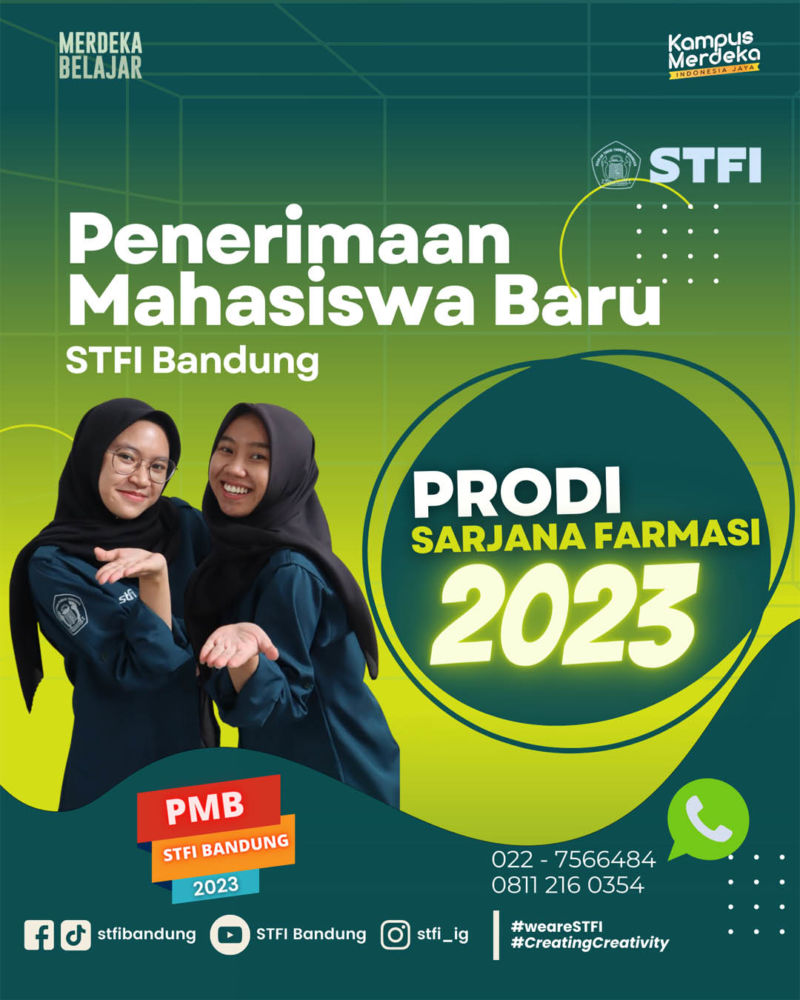 MERDEKA
BELAJAR
Kampus
Merdeka
INDONESIA JAYA
STFI
Penerimaan
Mahasiswa Baru
STFI Bandung
PRODI
SARJANA FARMASI
2023
stfi
PMB
STFI BANDUNG
2023
022 - 7566484
0811 216 0354
stfibandung
STFI Bandung
stfi_ig
#weareSTFI
#CreatingCreativity